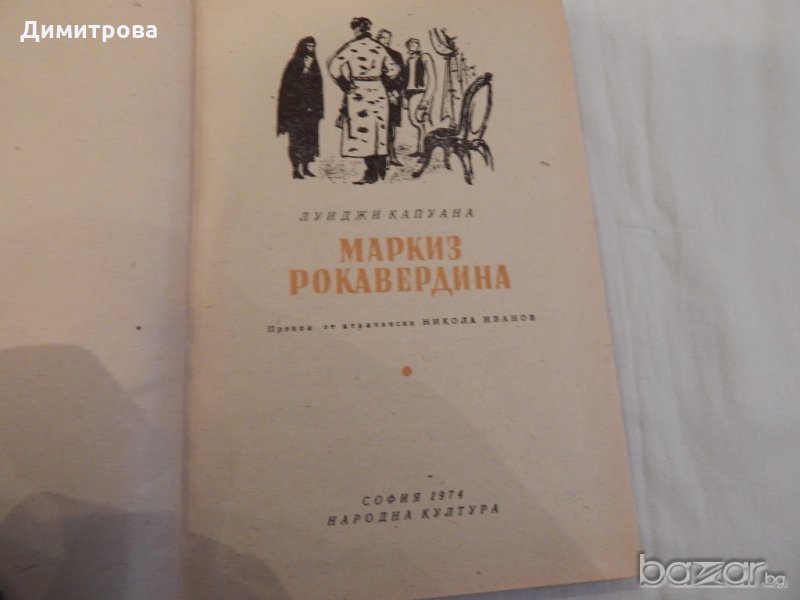 Димитрова
ЛУИДЖИ КАПУАНА
МАРКИЗ
РОКАВЕРДИНА
Превел от италиански НИКОЛА ИВАНОВ
СОФИЯ 1974
НАРОДНА КУЛТУРА
bazar.bg